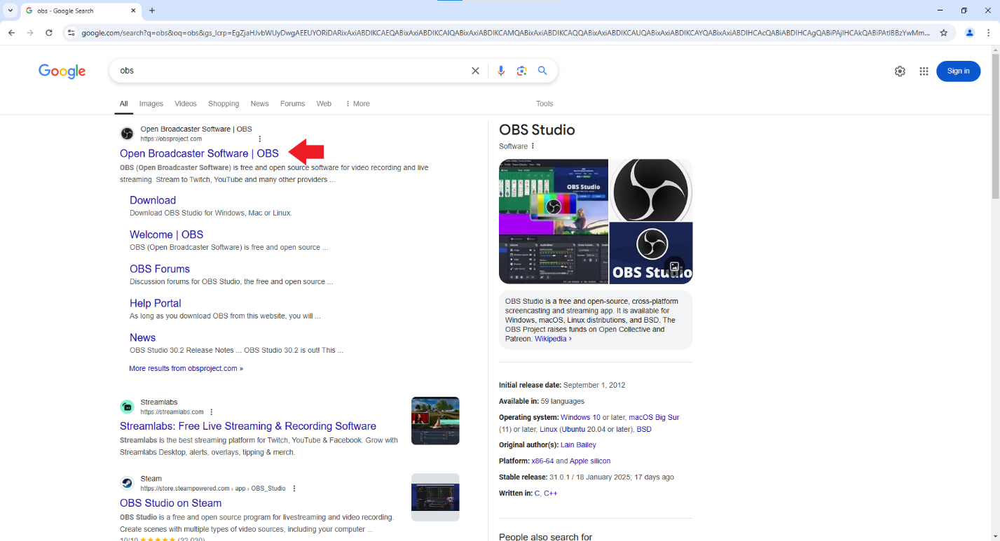 obs - Google Search
google.com/search?q=obs&oq=obs&gs_lcrp=
Google
obs
Sign in
All Images Videos Shopping News Forums Web More Tools
Open Broadcaster Software | OBS
https://obsproject.com
Open Broadcaster Software | OBS
OBS (Open Broadcaster Software) is free and open source software for video recording and live
streaming. Stream to Twitch, YouTube and many other providers ...
Download
Download OBS Studio for Windows, Mac or Linux.
Welcome | OBS
OBS (Open Broadcaster Software) is free and open source ...
OBS Forums
Discussion forums for OBS Studio, the free and open source ...
Help Portal
As long as you download OBS from this website, you will ...
News
OBS Studio 30.2 Release Notes ... OBS Studio 30.2 is out! This ...
More results from obsproject.com »
Streamlabs
https://streamlabs.com
Streamlabs: Free Live Streaming & Recording Software
Streamlabs is the best streaming platform for Twitch, YouTube & Facebook. Grow with
Streamlabs Desktop, alerts, overlays, tipping & merch.
Steam
https://store.steampowered.com › app › OBS_Studio
OBS Studio on Steam
OBS Studio is a free and open source program for livestreaming and video recording.
Create scenes with multiple types of video sources, including your computer ...
10/10 ★★★★★ (32,030)
OBS Studio
Software
OBS Studio
OBS Studio
OBS Studio is a free and open-source, cross-platform
screencasting and streaming app. It is available for
Windows, macOS, Linux distributions, and BSD. The
OBS Project raises funds on Open Collective and
Patreon. Wikipedia ›
Initial release date: September 1, 2012
Available in: 59 languages
Operating system: Windows 10 or later, macOS Big Sur
(11) or later, Linux (Ubuntu 20.04 or later), BSD
Original author(s): Lain Bailey
Platform: x86-64 and Apple silicon
Stable release: 31.0.1 / 18 January 2025; 17 days ago
Written in: C, C++
People also search for